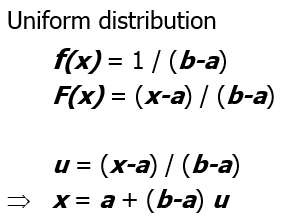 Uniform distribution
f(x) = 1 / (b-a)
F(x) = (x-a) / (b-a)
u = (x-a) / (b-a)
⇒ x = a + (b-a) u